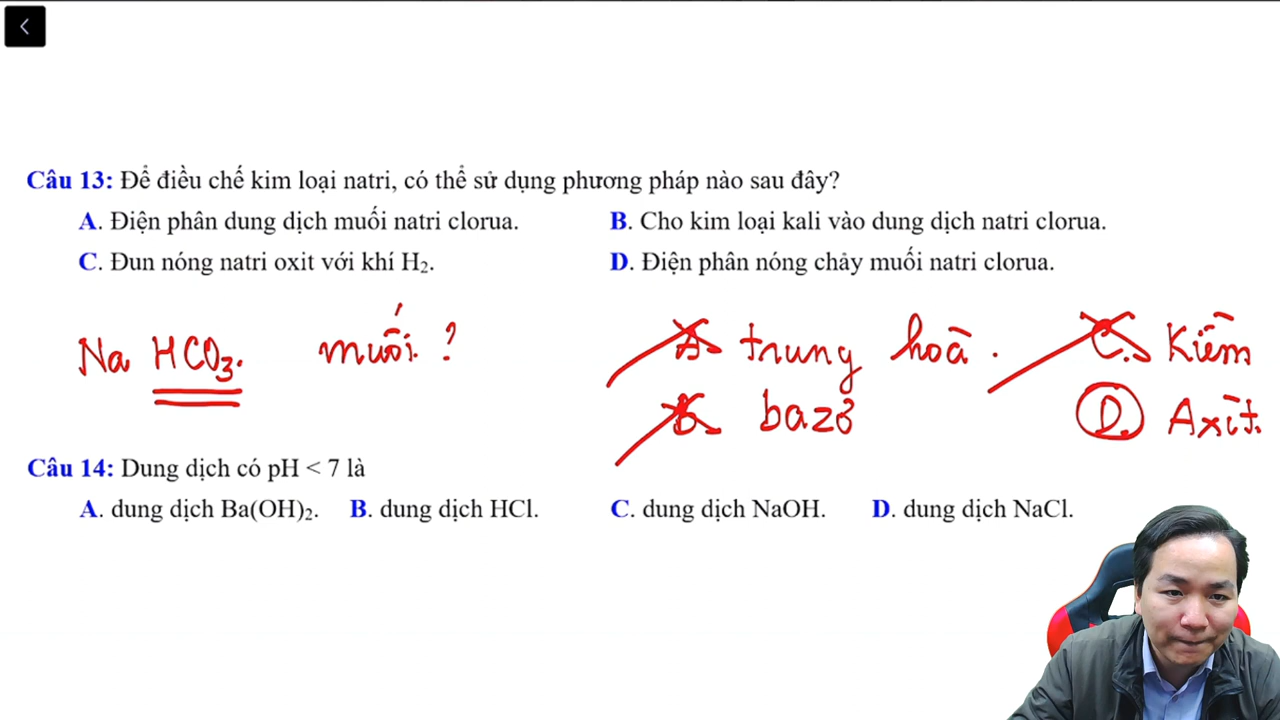 Câu 13: Để điều chế kim loại natri, có thể sử dụng phương pháp nào sau đây?
A. Điện phân dung dịch muối natri clorua. B. Cho kim loại kali vào dung dịch natri clorua.
C. Đun nóng natri oxit với khí H₂. D. Điện phân nóng chảy muối natri clorua.
Na HCO₃. muối ? A. trung hoà. C. Kiềm
B. bazơ D. Axit.
Câu 14: Dung dịch có pH < 7 là
A. dung dịch Ba(OH)₂. B. dung dịch HCl. C. dung dịch NaOH. D. dung dịch NaCl.